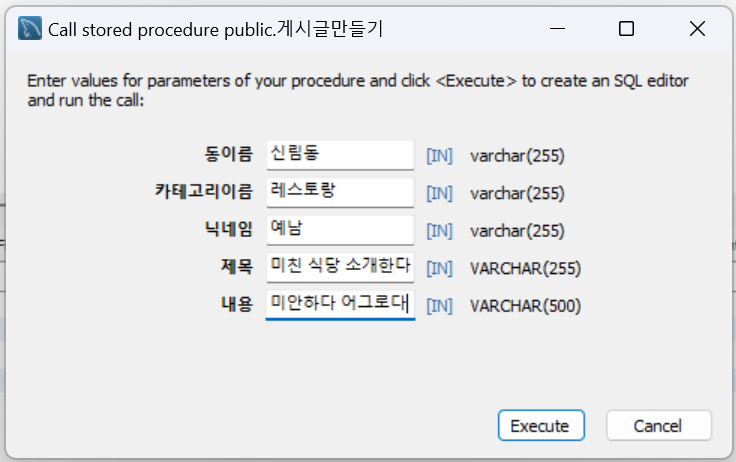 Call stored procedure public.게시글만들기
Enter values for parameters of your procedure and click <Execute> to create an SQL editor
and run the call:
동이름 신림동 [IN] varchar(255)
카테고리이름 레스토랑 [IN] varchar(255)
닉네임 예남 [IN] varchar(255)
제목 미친 식당 소개한다 [IN] VARCHAR(255)
내용 미안하다 어그로다 [IN] VARCHAR(500)
Execute Cancel